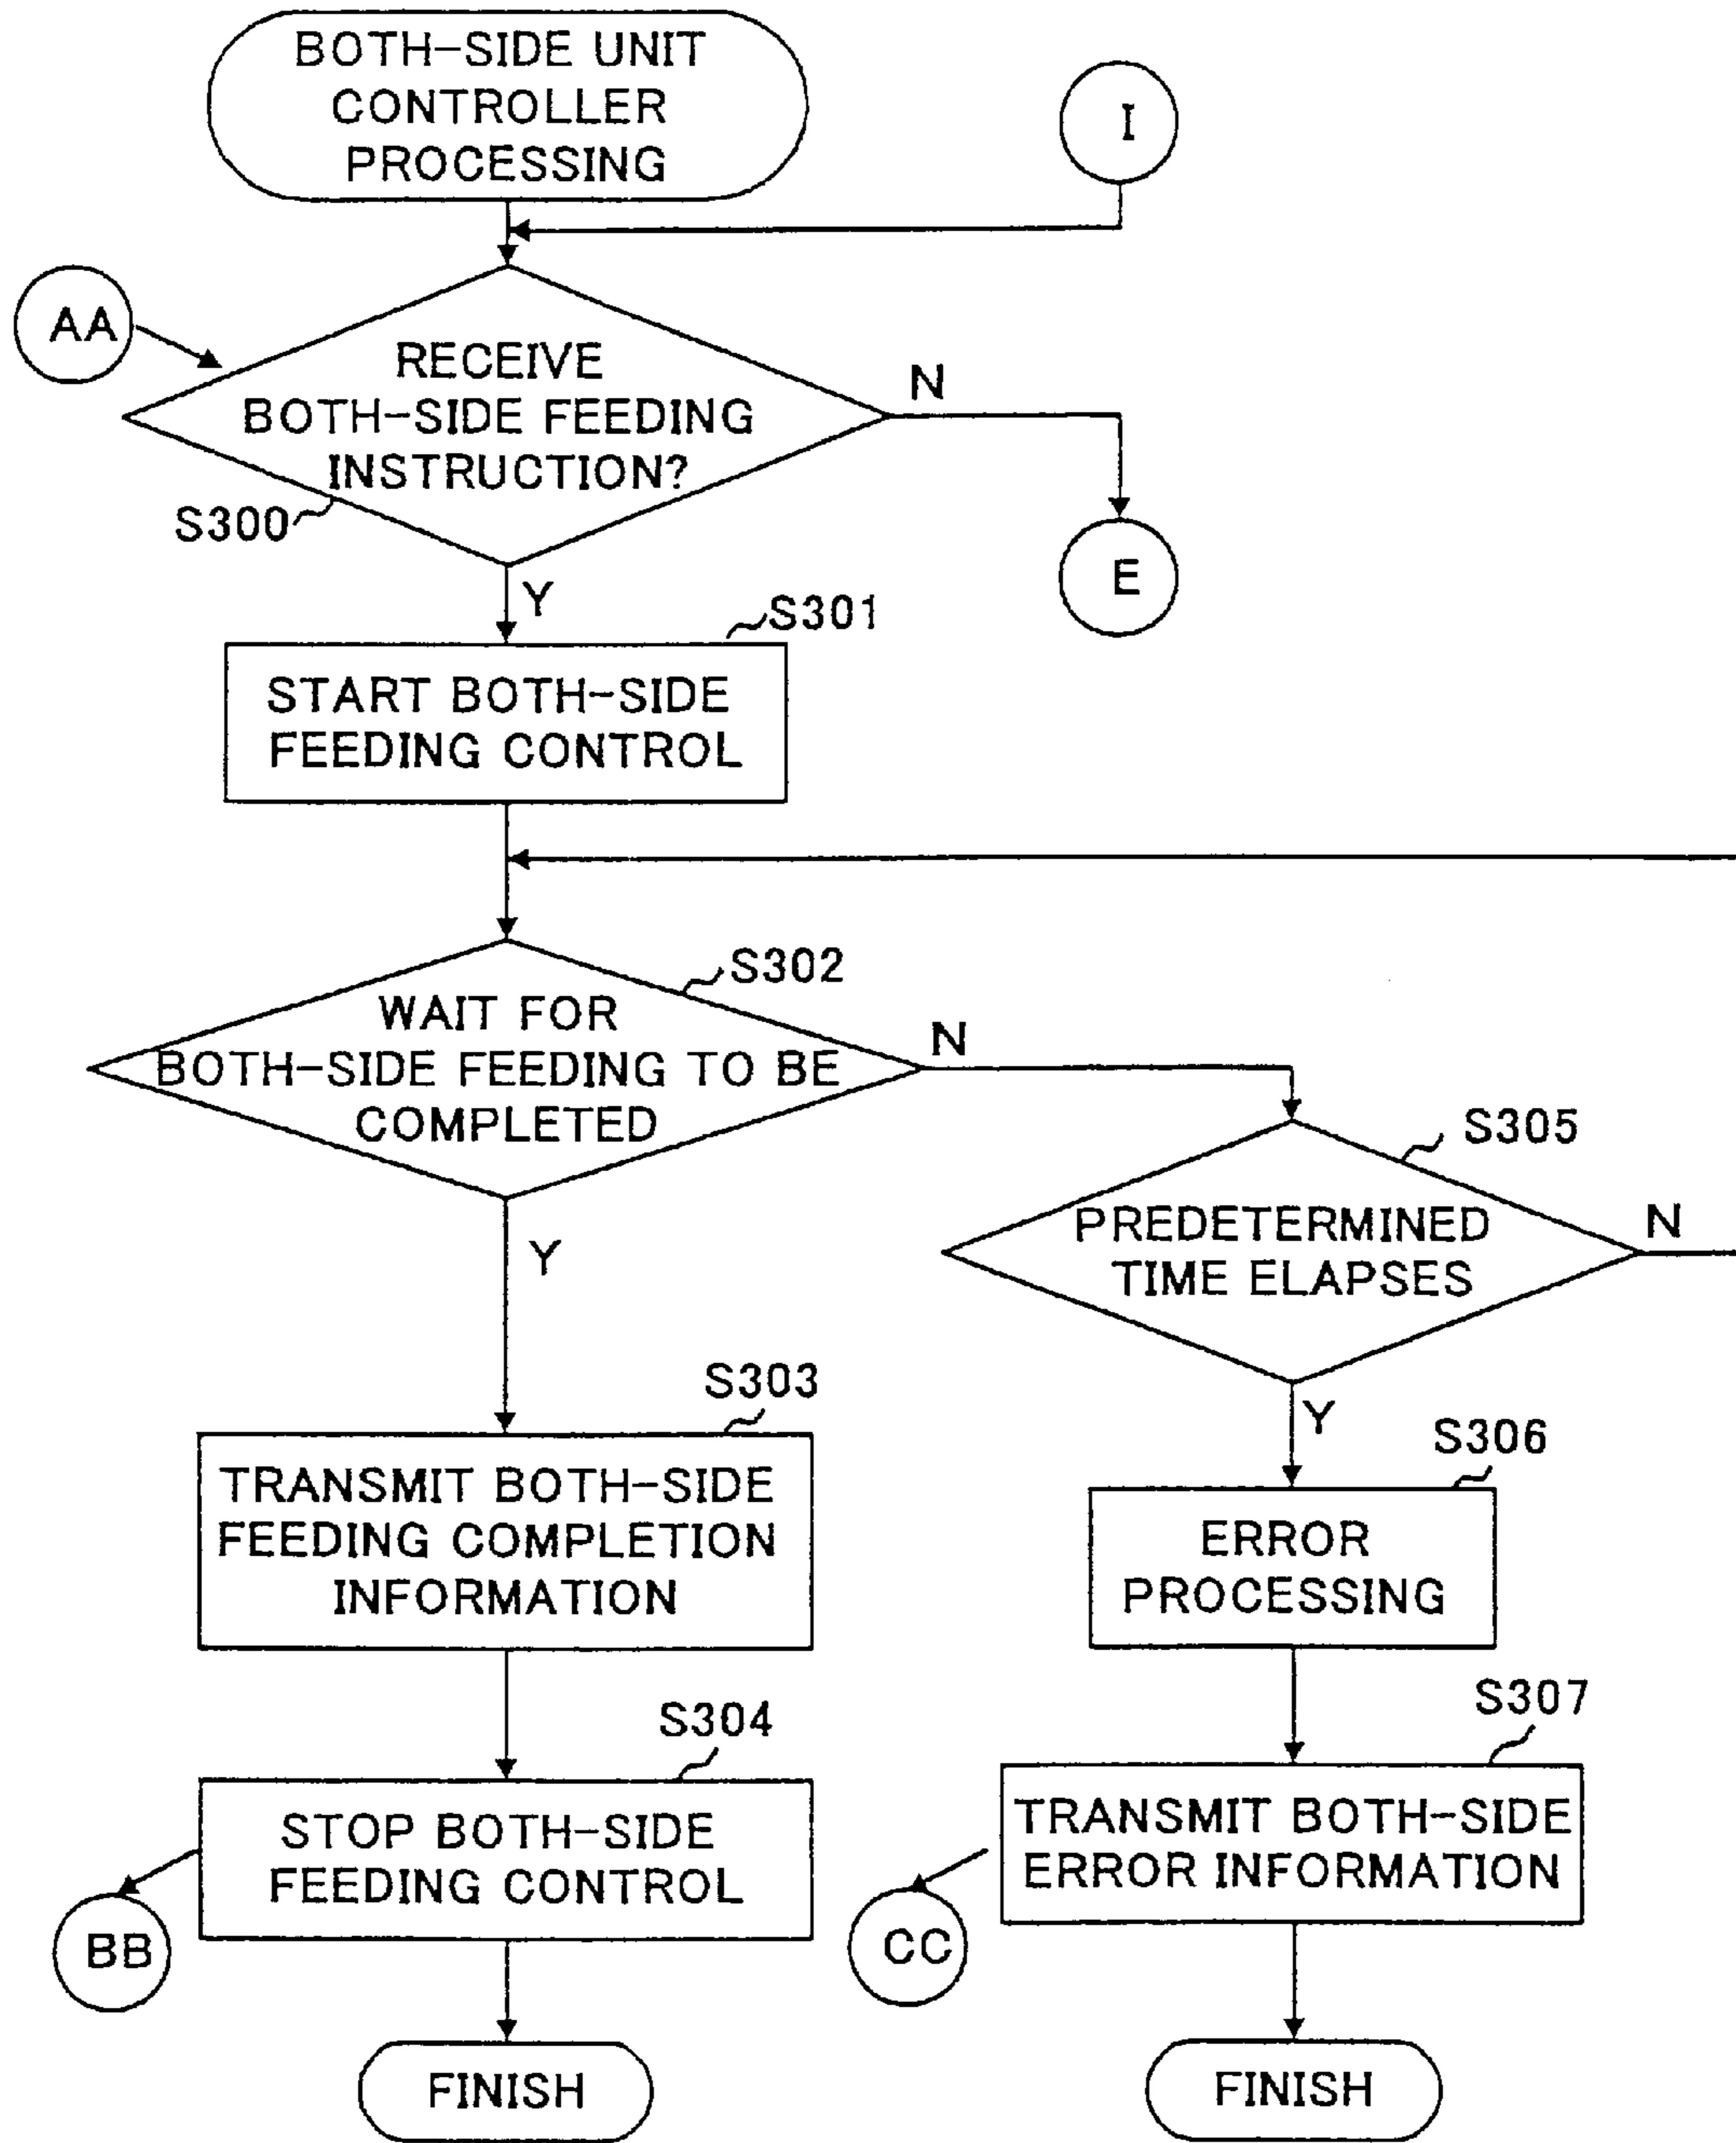 BOTH-SIDE UNIT
CONTROLLER
PROCESSING
I
AA
RECEIVE
BOTH-SIDE FEEDING
INSTRUCTION?
N
S300
E
Y
S301
START BOTH-SIDE
FEEDING CONTROL
S302
WAIT FOR
BOTH-SIDE FEEDING TO BE
COMPLETED
N
S305
PREDETERMINED
TIME ELAPSES
N
Y
S303
TRANSMIT BOTH-SIDE
FEEDING COMPLETION
INFORMATION
Y
S306
ERROR
PROCESSING
S304
STOP BOTH-SIDE
FEEDING CONTROL
BB
S307
TRANSMIT BOTH-SIDE
ERROR INFORMATION
CC
FINISH
FINISH